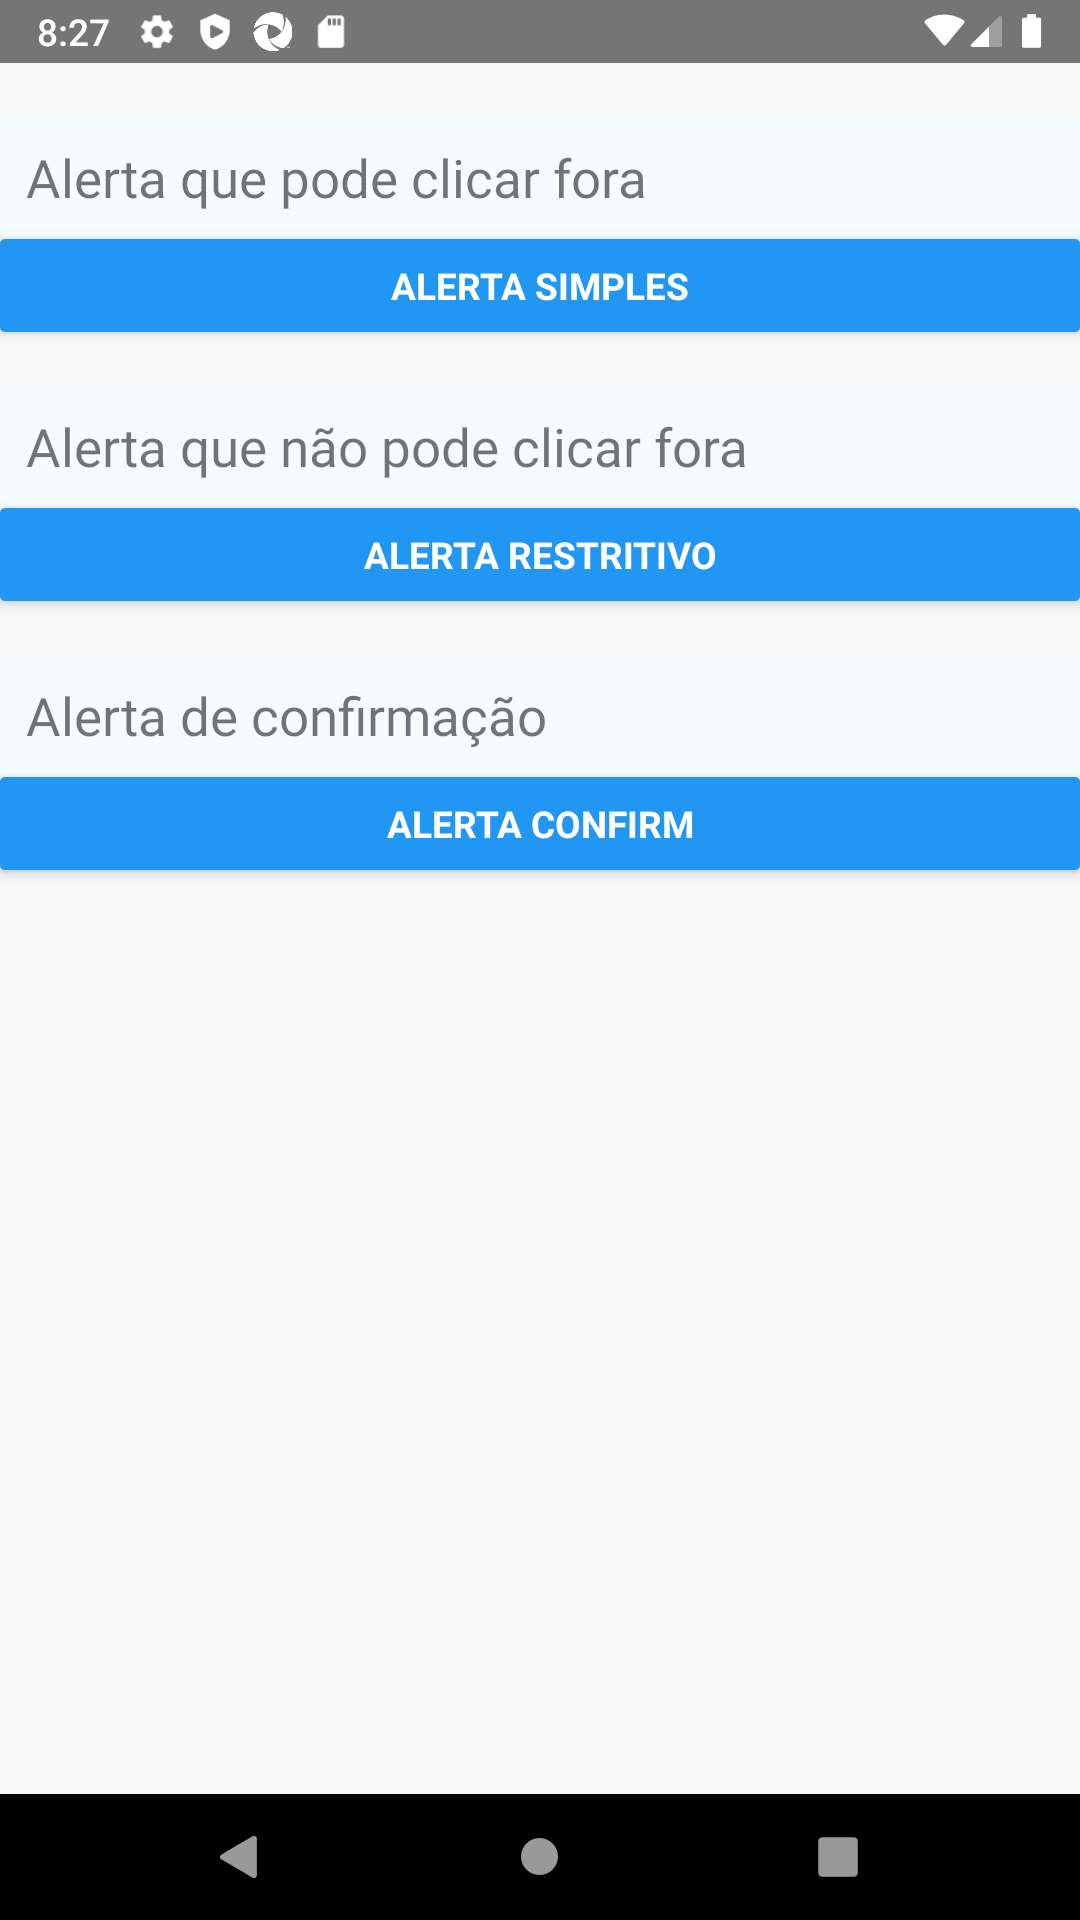 8:27
Alerta que pode clicar fora
ALERTA SIMPLES
Alerta que não pode clicar fora
ALERTA RESTRITIVO
Alerta de confirmação
ALERTA CONFIRM